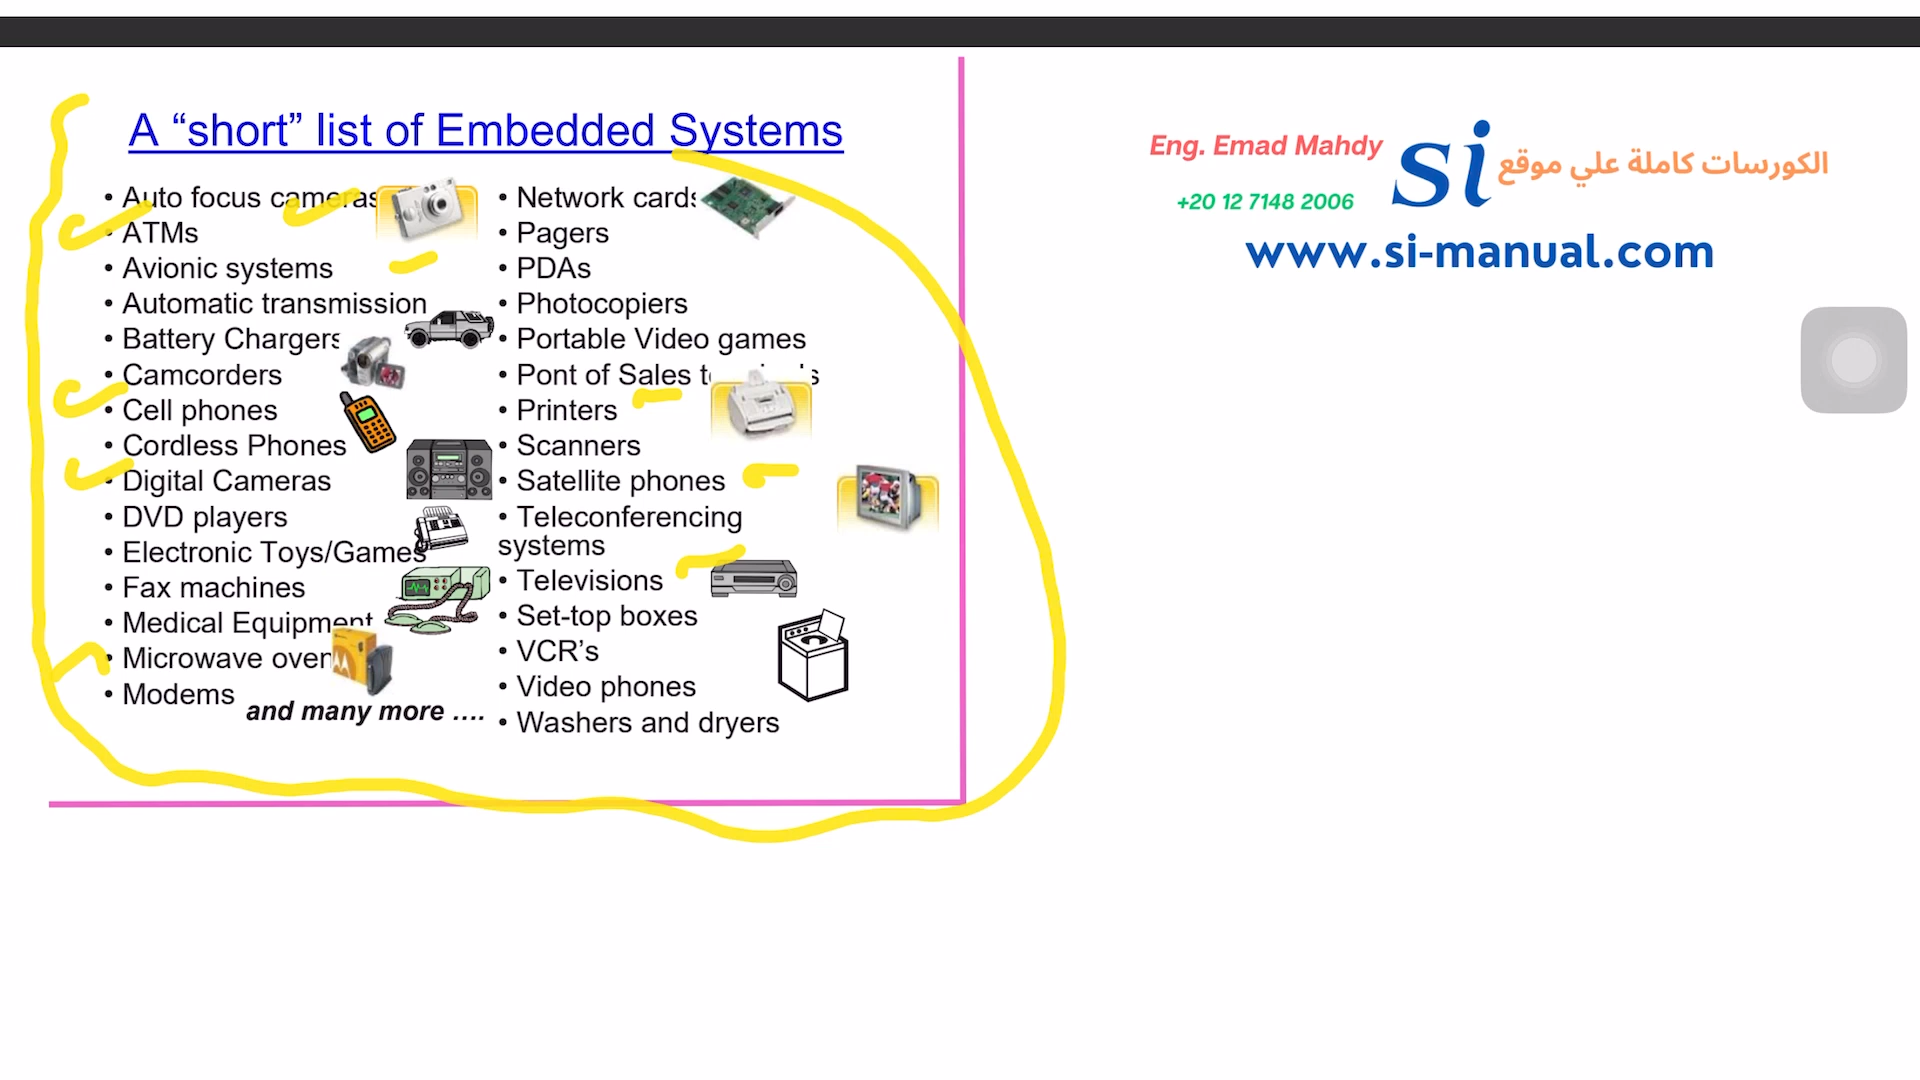 A “short” list of Embedded Systems
• Auto focus cameras
• ATMs
• Avionic systems
• Automatic transmission
• Battery Chargers
• Camcorders
• Cell phones
• Cordless Phones
• Digital Cameras
• DVD players
• Electronic Toys/Games
• Fax machines
• Medical Equipment
• Microwave oven
• Modems
and many more ....
• Network cards
• Pagers
• PDAs
• Photocopiers
• Portable Video games
• Pont of Sales
• Printers
• Scanners
• Satellite phones
• Teleconferencing
systems
• Televisions
• Set-top boxes
• VCR’s
• Video phones
• Washers and dryers
Eng. Emad Mahdy
+20 12 7148 2006
si
الكورسات كاملة علي موقع
www.si-manual.com